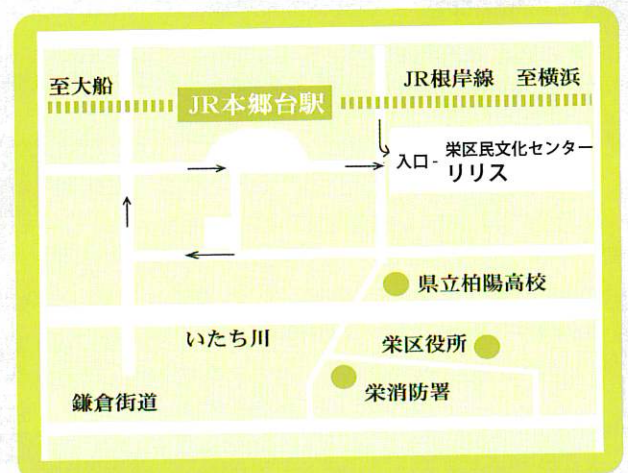 至大船
JR本郷台駅
JR根岸線 至横浜
入口 - 栄区民文化センター
リリス
県立柏陽高校
いたち川
栄区役所
栄消防署
鎌倉街道